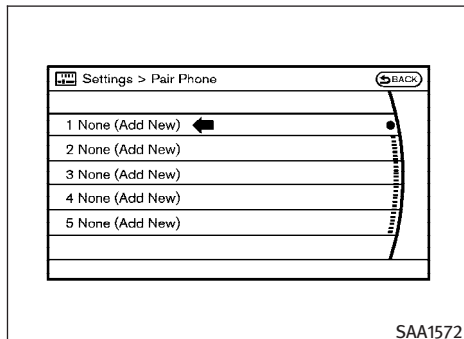 Settings > Pair Phone
BACK
1 None (Add New)
2 None (Add New)
3 None (Add New)
4 None (Add New)
5 None (Add New)
SAA1572